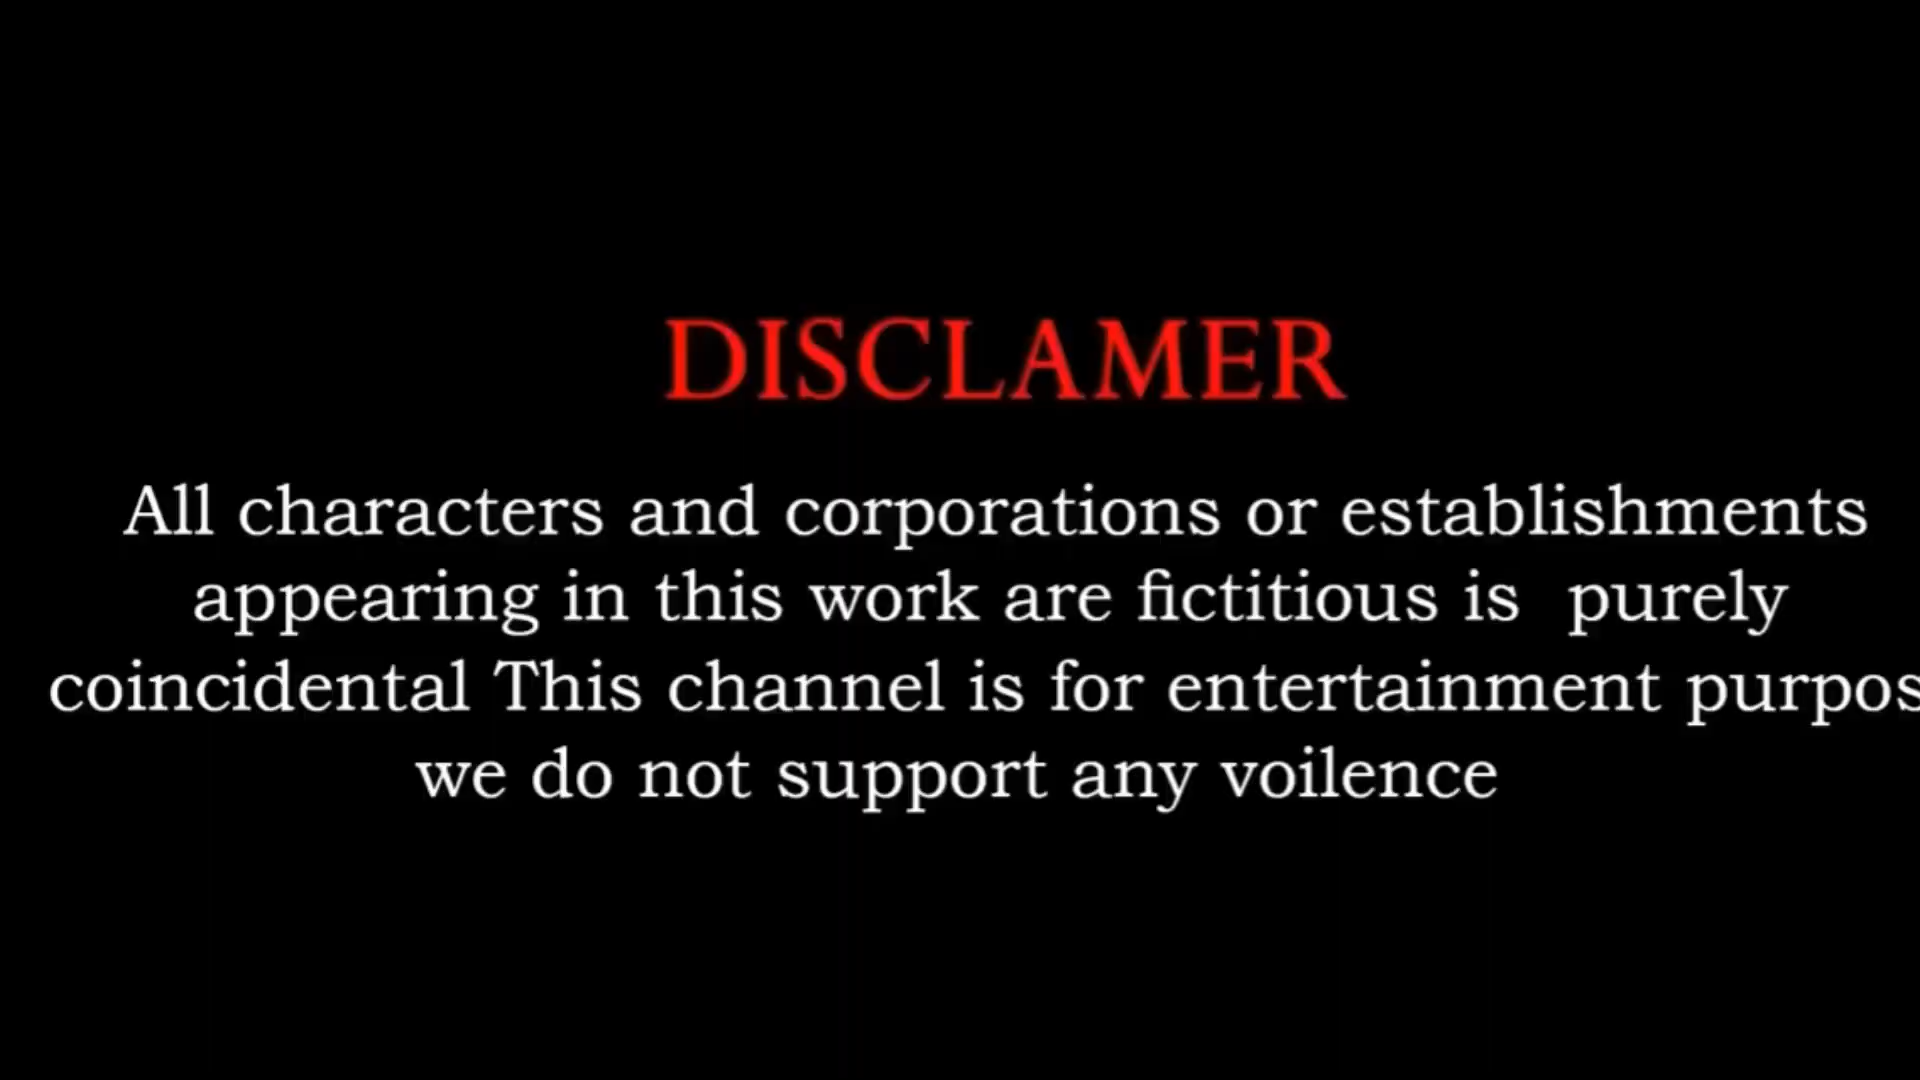 DISCLAMER
All characters and corporations or establishments
appearing in this work are fictitious is  purely
coincidental This channel is for entertainment purpos
we do not support any voilence